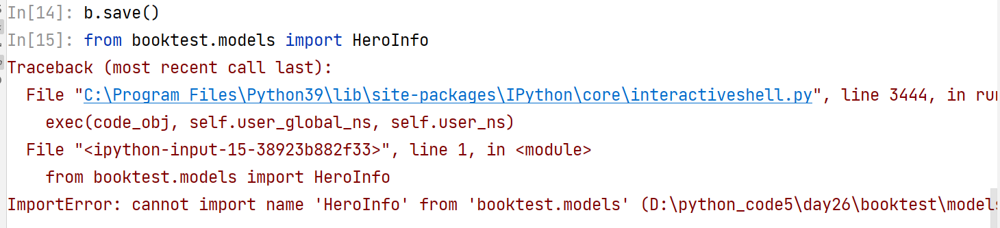 In[14]: b.save()
In[15]: from booktest.models import HeroInfo
Traceback (most recent call last):
  File "C:\Program Files\Python39\lib\site-packages\IPython\core\interactiveshell.py", line 3444, in run
    exec(code_obj, self.user_global_ns, self.user_ns)
  File "<ipython-input-15-38923b882f33>", line 1, in <module>
    from booktest.models import HeroInfo
ImportError: cannot import name 'HeroInfo' from 'booktest.models' (D:\python_code5\day26\booktest\models